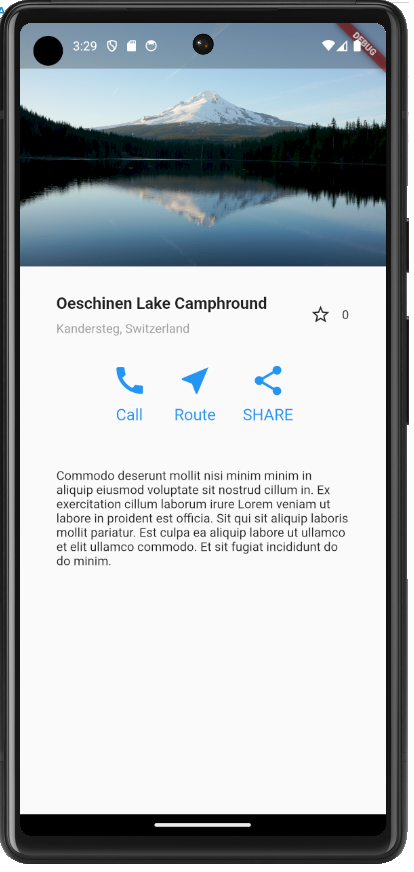 3:29
DEBUG
Oeschinen Lake Camphround
Kandersteg, Switzerland
0
Call
Route
SHARE
Commodo deserunt mollit nisi minim minim in
aliquip eiusmod voluptate sit nostrud cillum in. Ex
exercitation cillum laborum irure Lorem veniam ut
labore in proident est officia. Sit qui sit aliquip laboris
mollit pariatur. Est culpa ea aliquip labore ut ullamco
et elit ullamco commodo. Et sit fugiat incididunt do
do minim.